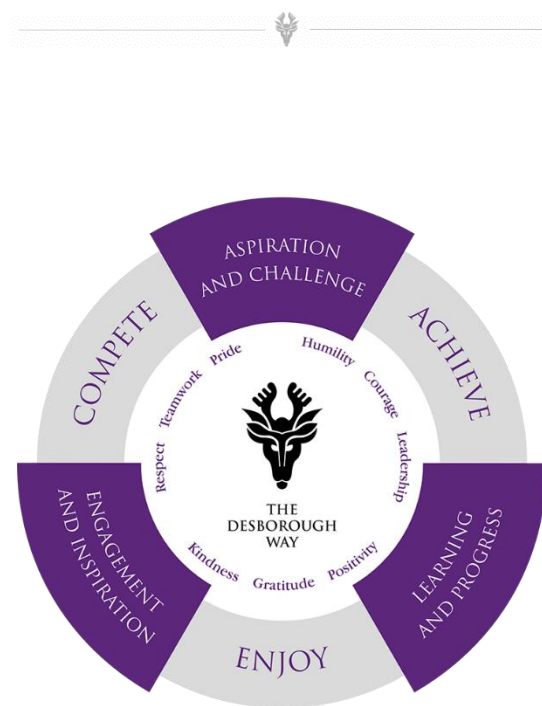 ASPIRATION
AND CHALLENGE
ACHIEVE
LEARNING
AND PROGRESS
ENJOY
ENGAGEMENT
AND INSPIRATION
COMPETE
Respect
Teamwork
Pride
Humility
Courage
Leadership
Positivity
Gratitude
Kindness
THE
DESBOROUGH
WAY